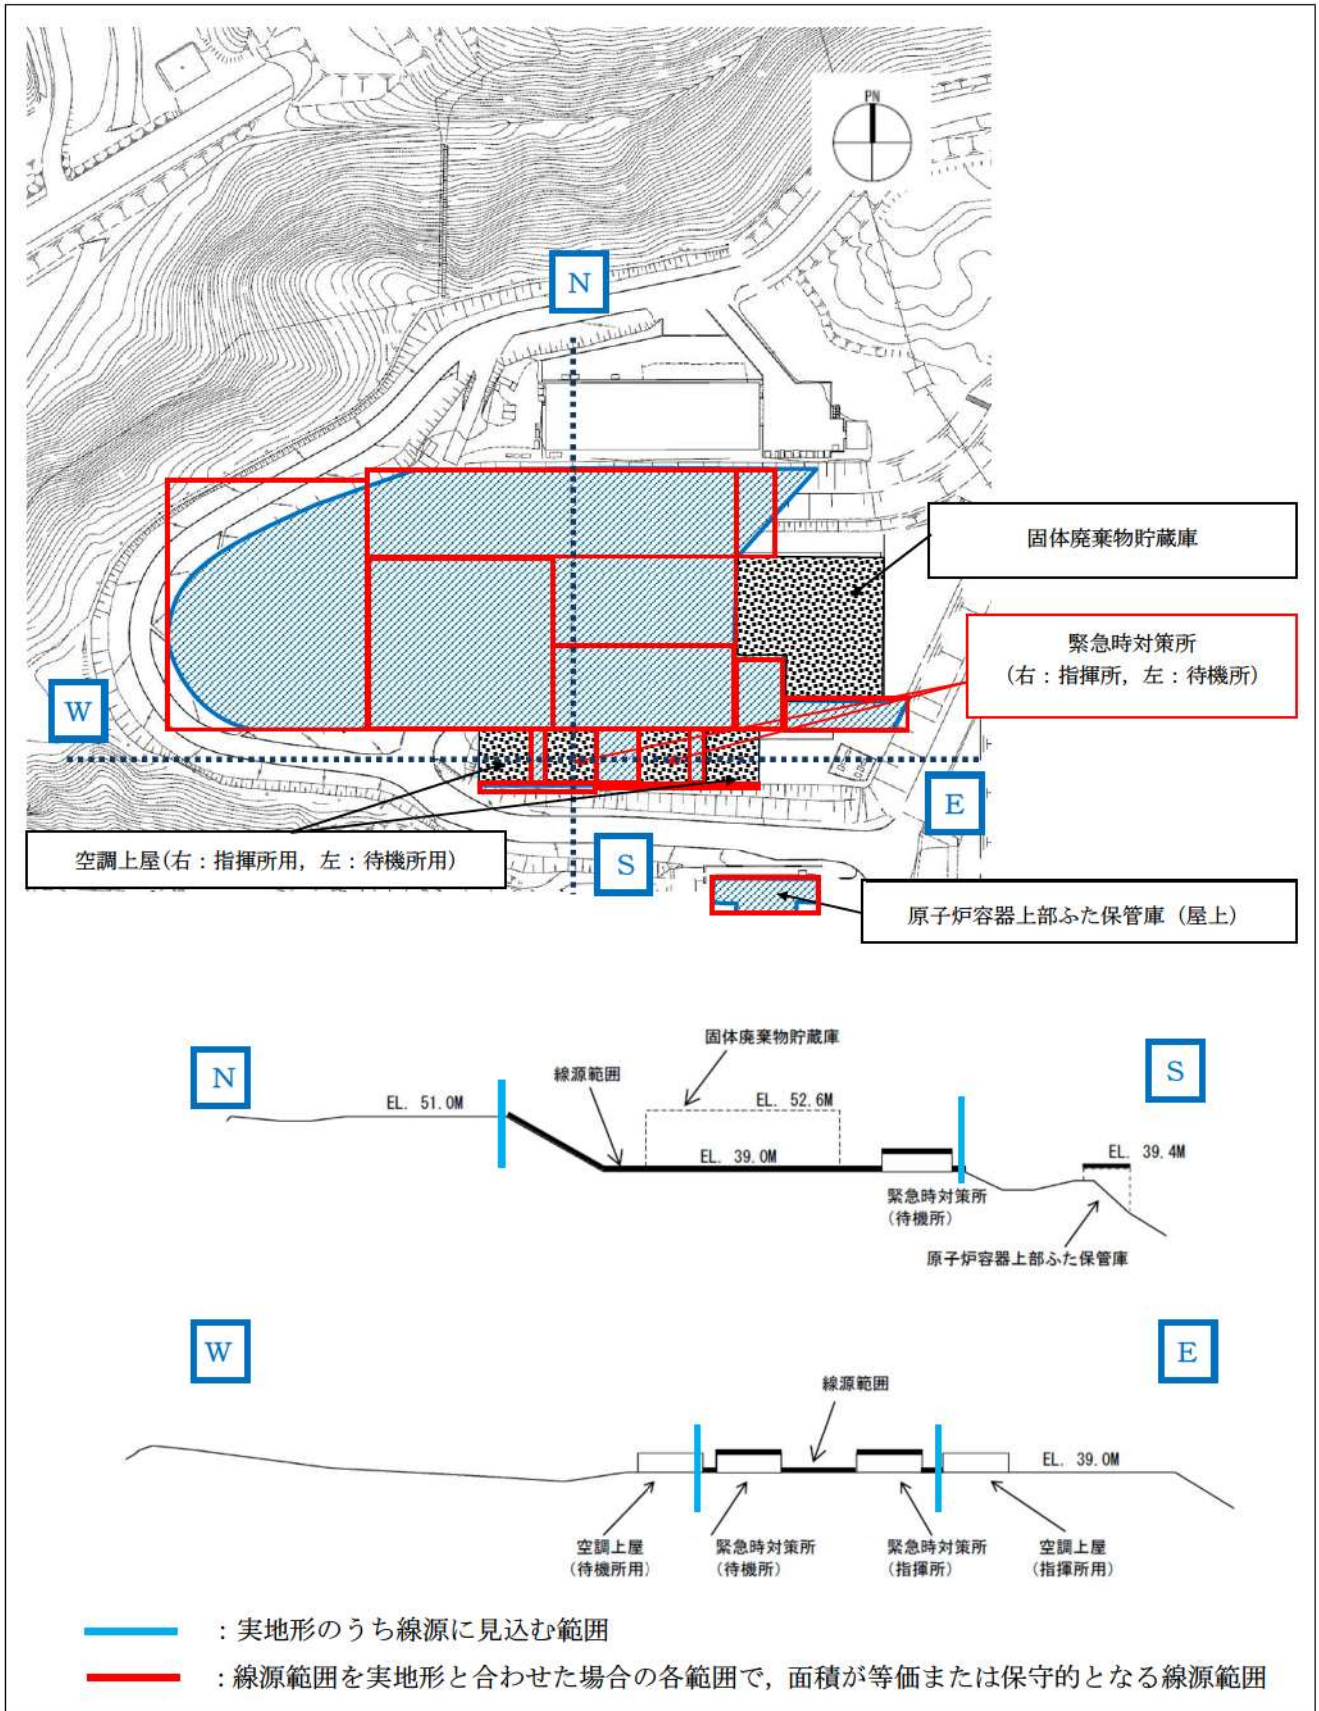 PN
N
固体廃棄物貯蔵庫
緊急時対策所
(右：指揮所，左：待機所)
W
E
空調上屋(右：指揮所用，左：待機所用)
S
原子炉容器上部ふた保管庫（屋上）
N
固体廃棄物貯蔵庫
S
線源範囲
EL. 51.0M
EL. 52.6M
EL. 39.0M
EL. 39.4M
緊急時対策所
(待機所)
原子炉容器上部ふた保管庫
W
E
線源範囲
EL. 39.0M
空調上屋
(待機所用)
緊急時対策所
(待機所)
緊急時対策所
(指揮所)
空調上屋
(指揮所用)
：実地形のうち線源に見込む範囲
：線源範囲を実地形と合わせた場合の各範囲で，面積が等価または保守的となる線源範囲